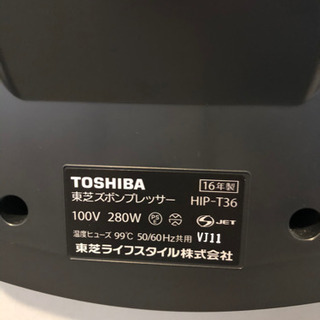 TOSHIBA 16年製
東芝ズボンプレッサー HIP-T36
100V 280W PS E JET
温度ヒューズ 99℃ 50/60Hz共用 VJ11
東芝ライフスタイル株式会社